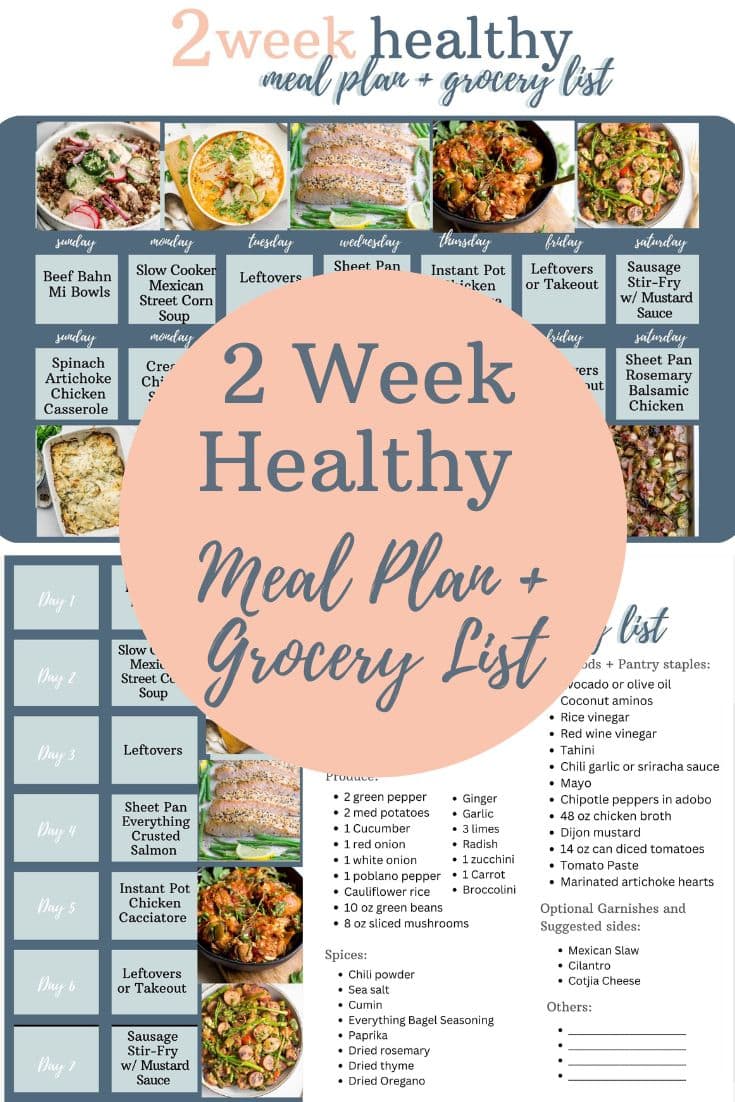 2 week healthy
meal plan + grocery list
sunday monday tuesday wednesday thursday friday saturday
Beef Bahn
Mi Bowls
Slow Cooker
Mexican
Street Corn
Soup
Leftovers
Sheet Pan
Instant Pot
Leftovers
or Takeout
Sausage
Stir-Fry
w/ Mustard
Sauce
sunday monday friday saturday
Spinach
Artichoke
Chicken
Casserole
Sheet Pan
Rosemary
Balsamic
Chicken
2 Week
Healthy
Meal Plan +
Grocery List
Day 1
Day 2
Slow
Street
Soup
Day 3
Leftovers
Day 4
Sheet Pan
Everything
Crusted
Salmon
Day 5
Instant Pot
Chicken
Cacciatore
Day 6
Leftovers
or Takeout
Day 7
Sausage
Stir-Fry
w/ Mustard
Sauce
list
Produce:
2 green pepper
2 med potatoes
1 Cucumber
1 red onion
1 white onion
1 poblano pepper
Cauliflower rice
10 oz green beans
8 oz sliced mushrooms
Ginger
Garlic
3 limes
Radish
1 zucchini
1 Carrot
Broccolini
Spices:
Chili powder
Sea salt
Cumin
Everything Bagel Seasoning
Paprika
Dried rosemary
Dried thyme
Dried Oregano
+ Pantry staples:
Avocado or olive oil
Coconut aminos
Rice vinegar
Red wine vinegar
Tahini
Chili garlic or sriracha sauce
Mayo
Chipotle peppers in adobo
48 oz chicken broth
Dijon mustard
14 oz can diced tomatoes
Tomato Paste
Marinated artichoke hearts
Optional Garnishes and
Suggested sides:
Mexican Slaw
Cilantro
Cotjia Cheese
Others: